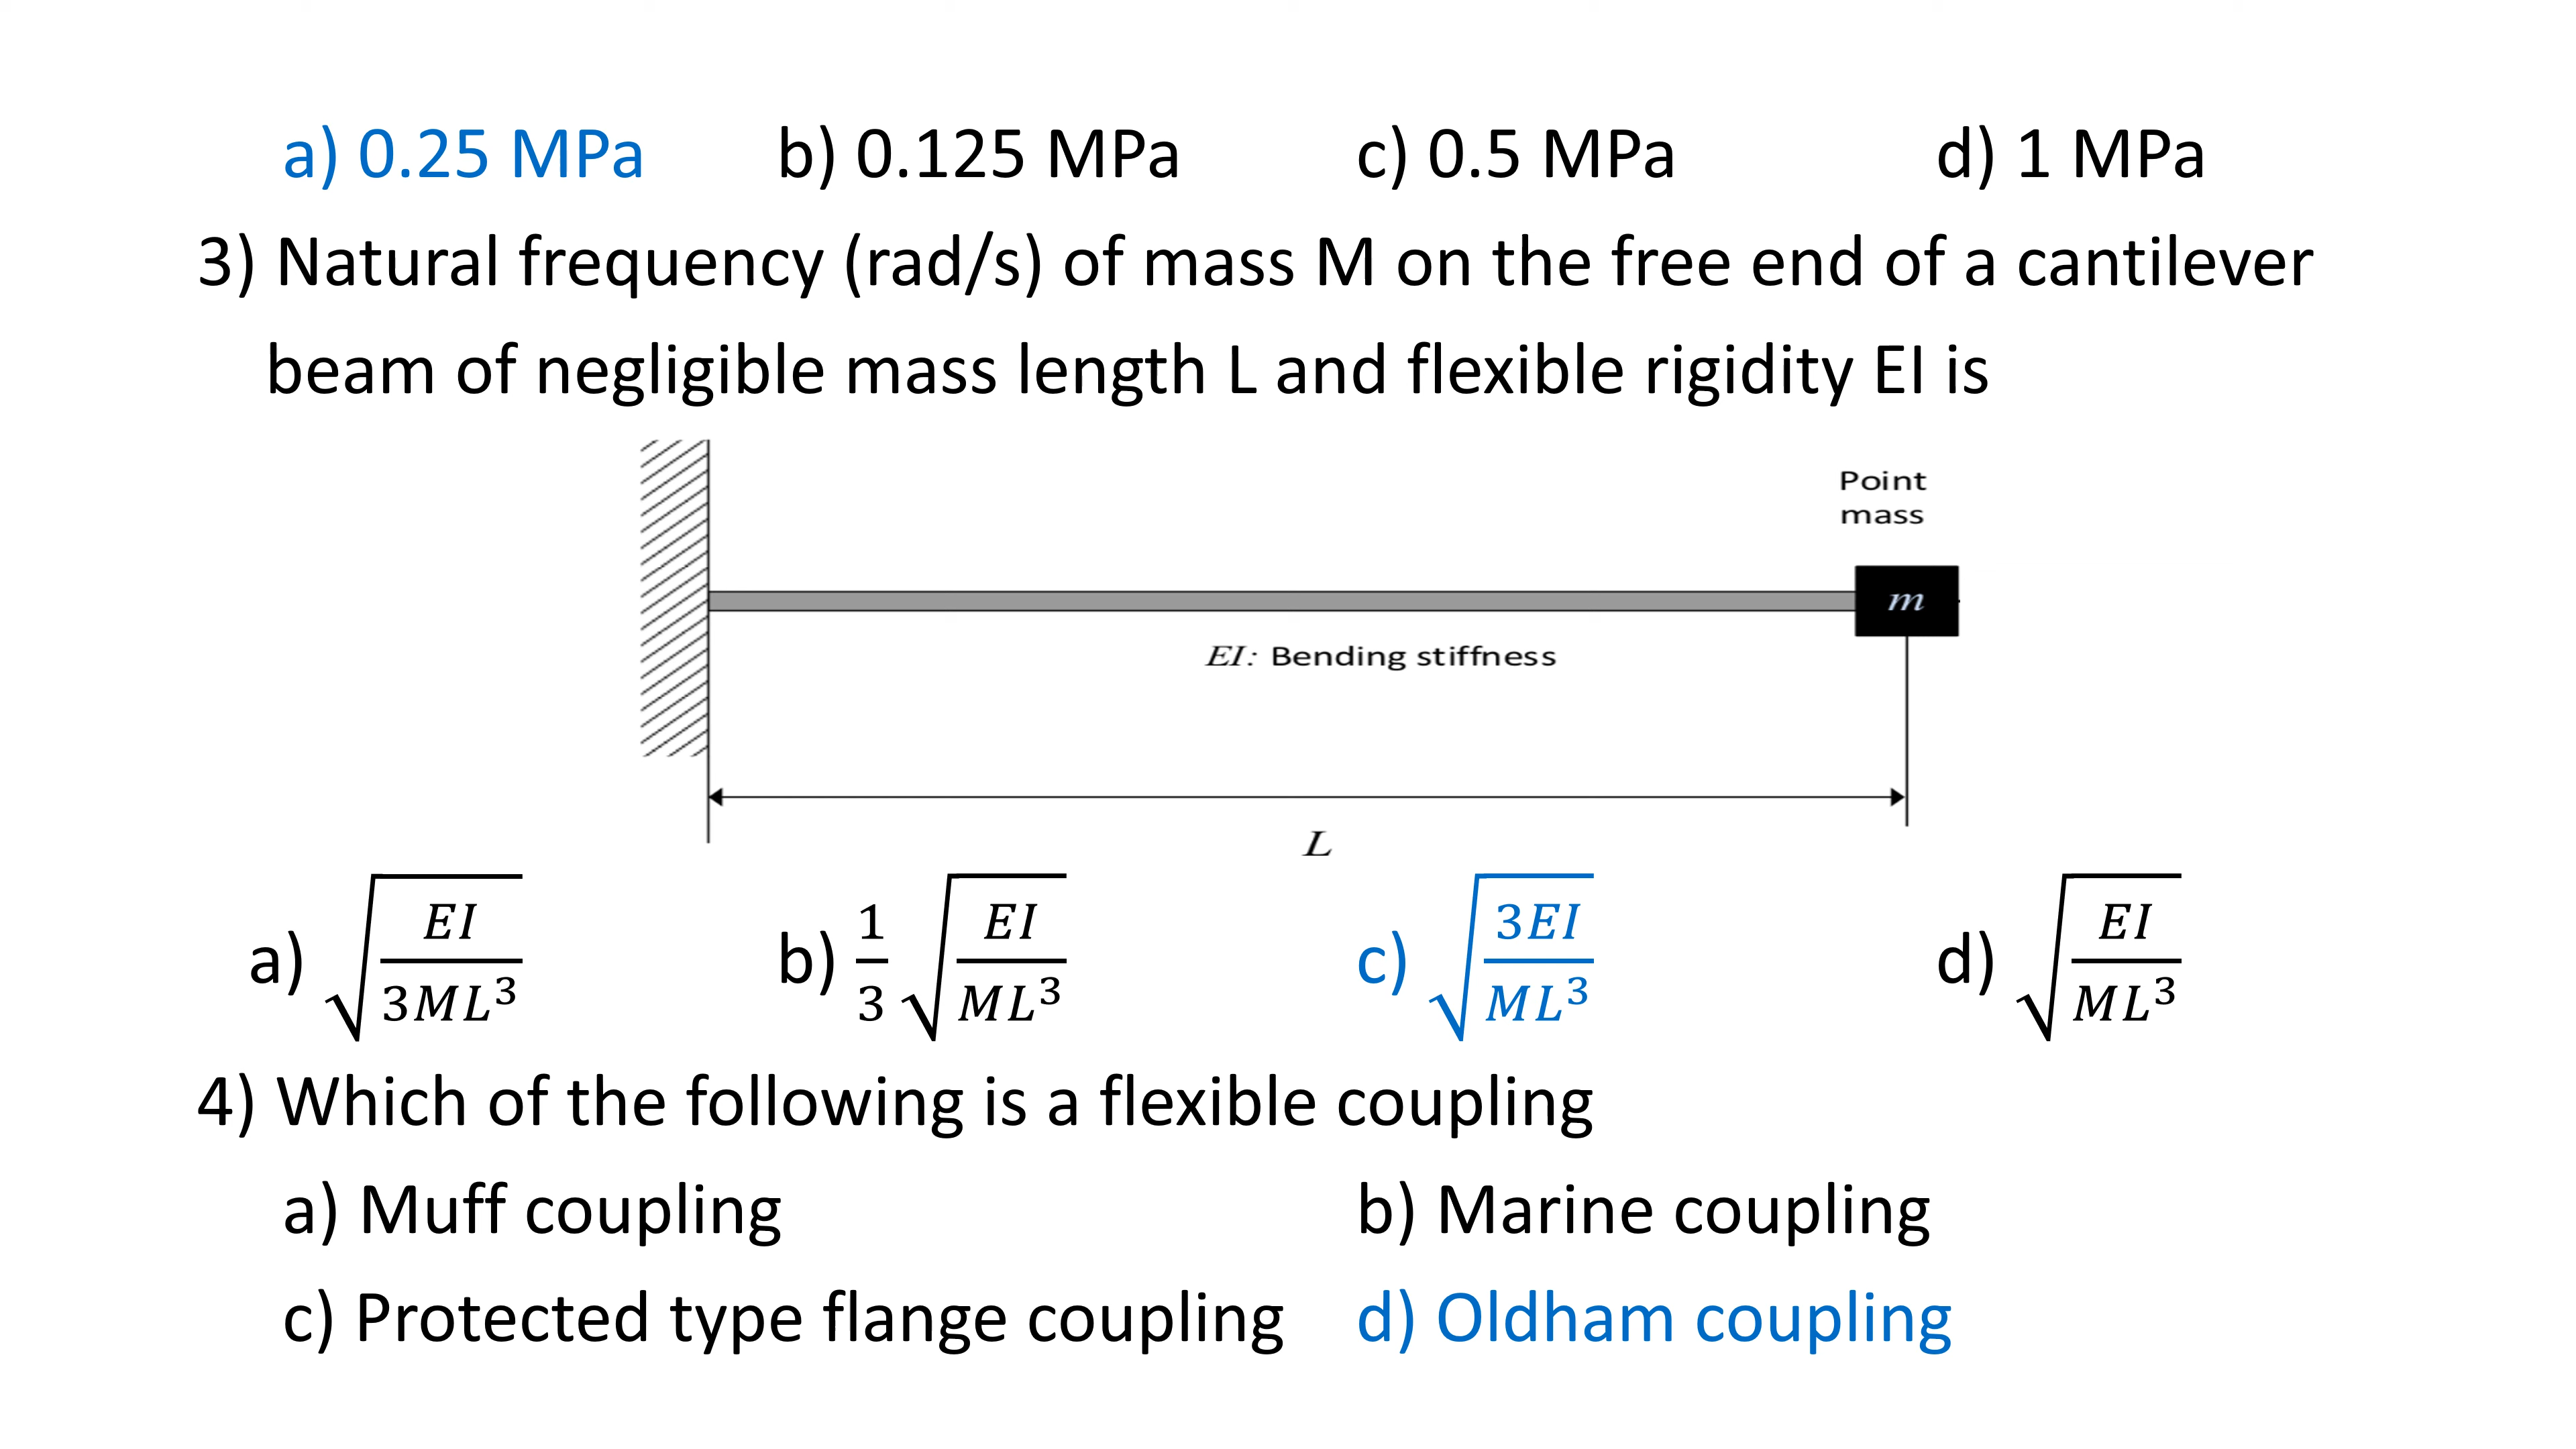 a) 0.25 MPa b) 0.125 MPa c) 0.5 MPa d) 1 MPa
3) Natural frequency (rad/s) of mass M on the free end of a cantilever
beam of negligible mass length L and flexible rigidity EI is
Point
mass
m
EI: Bending stiffness
L
a) √(EI/3ML³) b) 1/3 √(EI/ML³) c) √(3EI/ML³) d) √(EI/ML³)
4) Which of the following is a flexible coupling
a) Muff coupling b) Marine coupling
c) Protected type flange coupling d) Oldham coupling